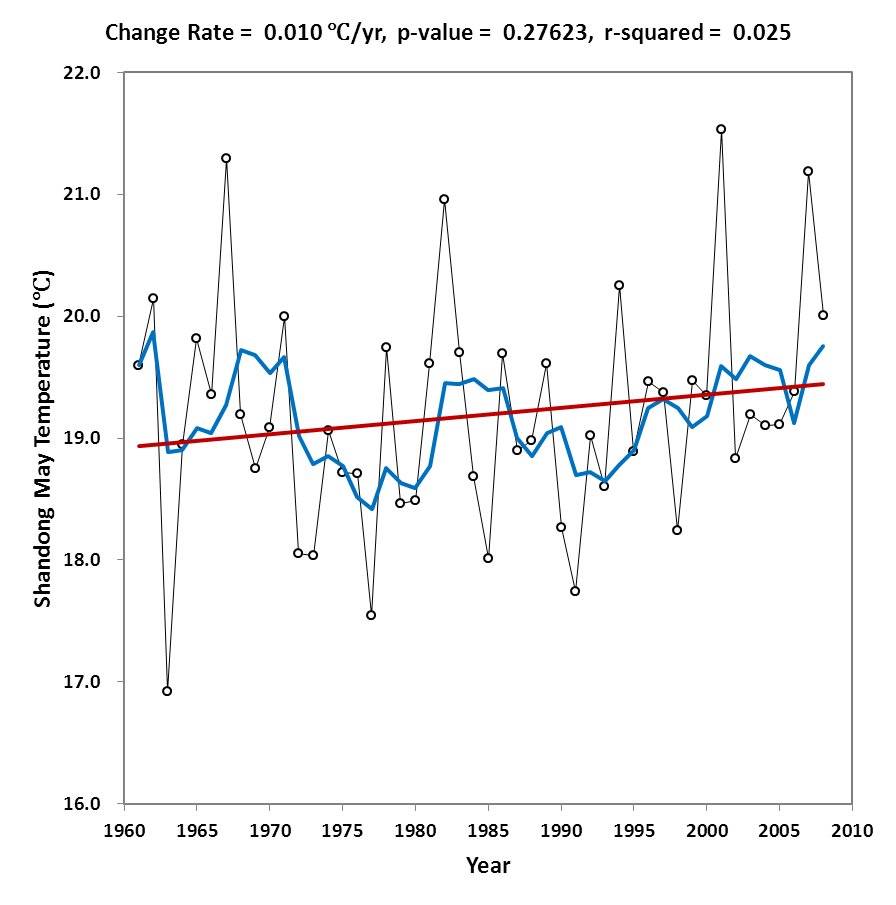 Change Rate = 0.010 ℃/yr, p-value = 0.27623, r-squared = 0.025
22.0
21.0
20.0
19.0
18.0
17.0
16.0
Shandong May Temperature (℃)
1960 1965 1970 1975 1980 1985 1990 1995 2000 2005 2010
Year